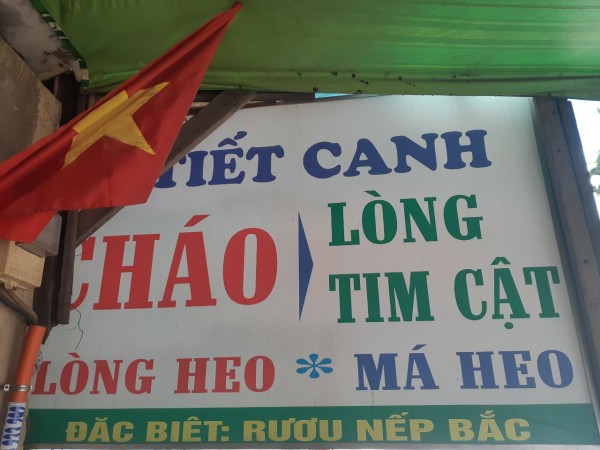 TIẾT CANH
CHÁO
LÒNG
TIM CẬT
LÒNG HEO * MÁ HEO
ĐẶC BIỆT: RƯỢU NẾP BẮC